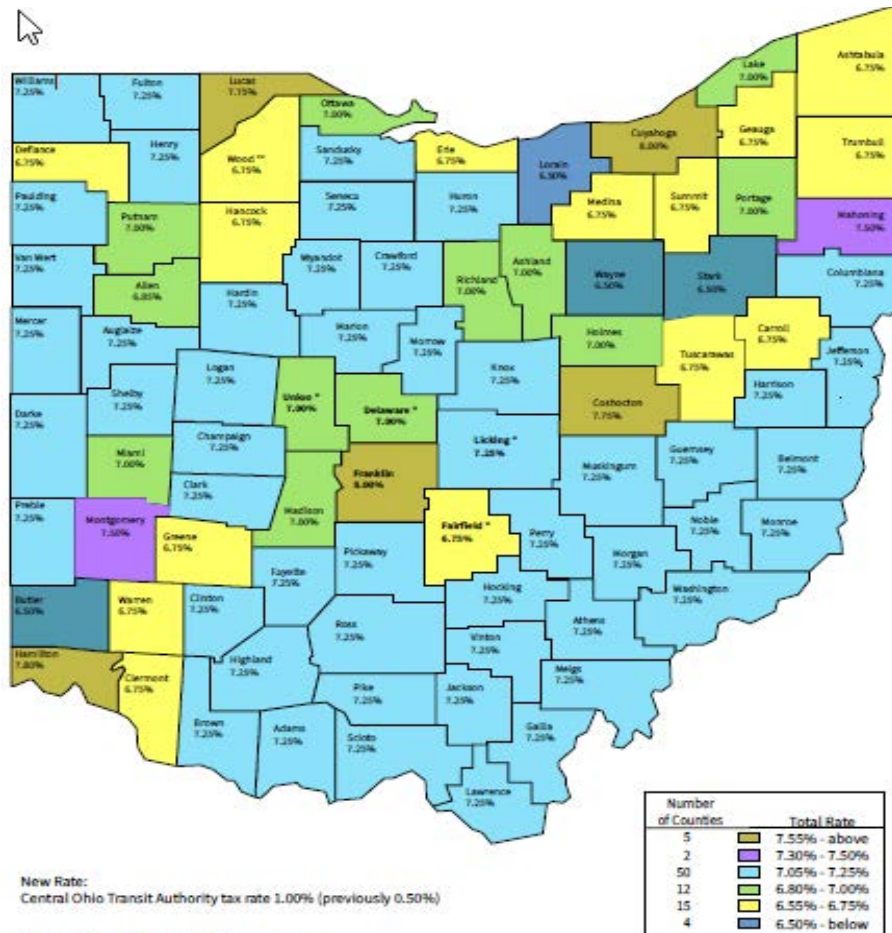 Ashtabula
6.75%
Lake
7.00%
Williams
7.25%
Fulton
7.25%
Lucas
7.75%
Ottawa
7.00%
Cuyahoga
8.00%
Geauga
6.75%
Trumbull
6.75%
Defiance
6.75%
Henry
7.25%
Wood **
6.75%
Sandusky
7.25%
Erie
6.75%
Lorain
6.50%
Paulding
7.25%
Putnam
7.00%
Hancock
6.75%
Seneca
7.25%
Huron
7.25%
Medina
6.75%
Summit
6.75%
Portage
7.00%
Mahoning
7.50%
Van Wert
7.25%
Allen
6.85%
Wyandot
7.25%
Crawford
7.25%
Richland
7.00%
Ashland
7.00%
Wayne
6.50%
Stark
6.50%
Columbiana
7.25%
Mercer
7.25%
Auglaize
7.25%
Hardin
7.25%
Marion
7.25%
Morrow
7.25%
Holmes
7.00%
Tuscarawas
6.75%
Carroll
6.75%
Jefferson
7.25%
Darke
7.25%
Shelby
7.25%
Logan
7.25%
Union *
7.00%
Delaware *
7.00%
Knox
7.25%
Coshocton
7.75%
Harrison
7.25%
Miami
7.00%
Champaign
7.25%
Licking *
7.25%
Muskingum
7.25%
Guernsey
7.25%
Belmont
7.25%
Preble
7.25%
Montgomery
7.50%
Clark
7.25%
Greene
6.75%
Madison
7.00%
Franklin
8.00%
Fairfield *
6.75%
Perry
7.25%
Morgan
7.25%
Noble
7.25%
Monroe
7.25%
Butler
6.50%
Warren
6.75%
Clinton
7.25%
Fayette
7.25%
Pickaway
7.25%
Hocking
7.25%
Athens
7.25%
Washington
7.25%
Hamilton
7.80%
Clermont
6.75%
Highland
7.25%
Ross
7.25%
Vinton
7.25%
Meigs
7.25%
Brown
7.25%
Adams
7.25%
Pike
7.25%
Scioto
7.25%
Jackson
7.25%
Gallia
7.25%
Lawrence
7.25%
Number
of Counties Total Rate
5 7.55% - above
2 7.30% - 7.50%
50 7.05% - 7.25%
12 6.80% - 7.00%
15 6.55% - 6.75%
4 6.50% - below
New Rate:
Central Ohio Transit Authority tax rate 1.00% (previously 0.50%)